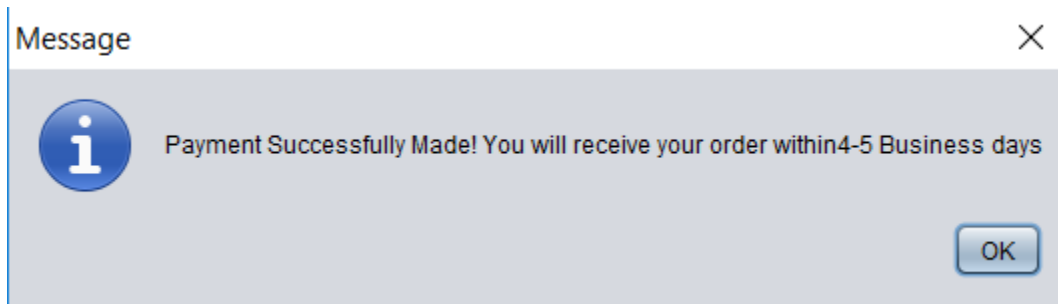 Message
Payment Successfully Made! You will receive your order within4-5 Business days
OK